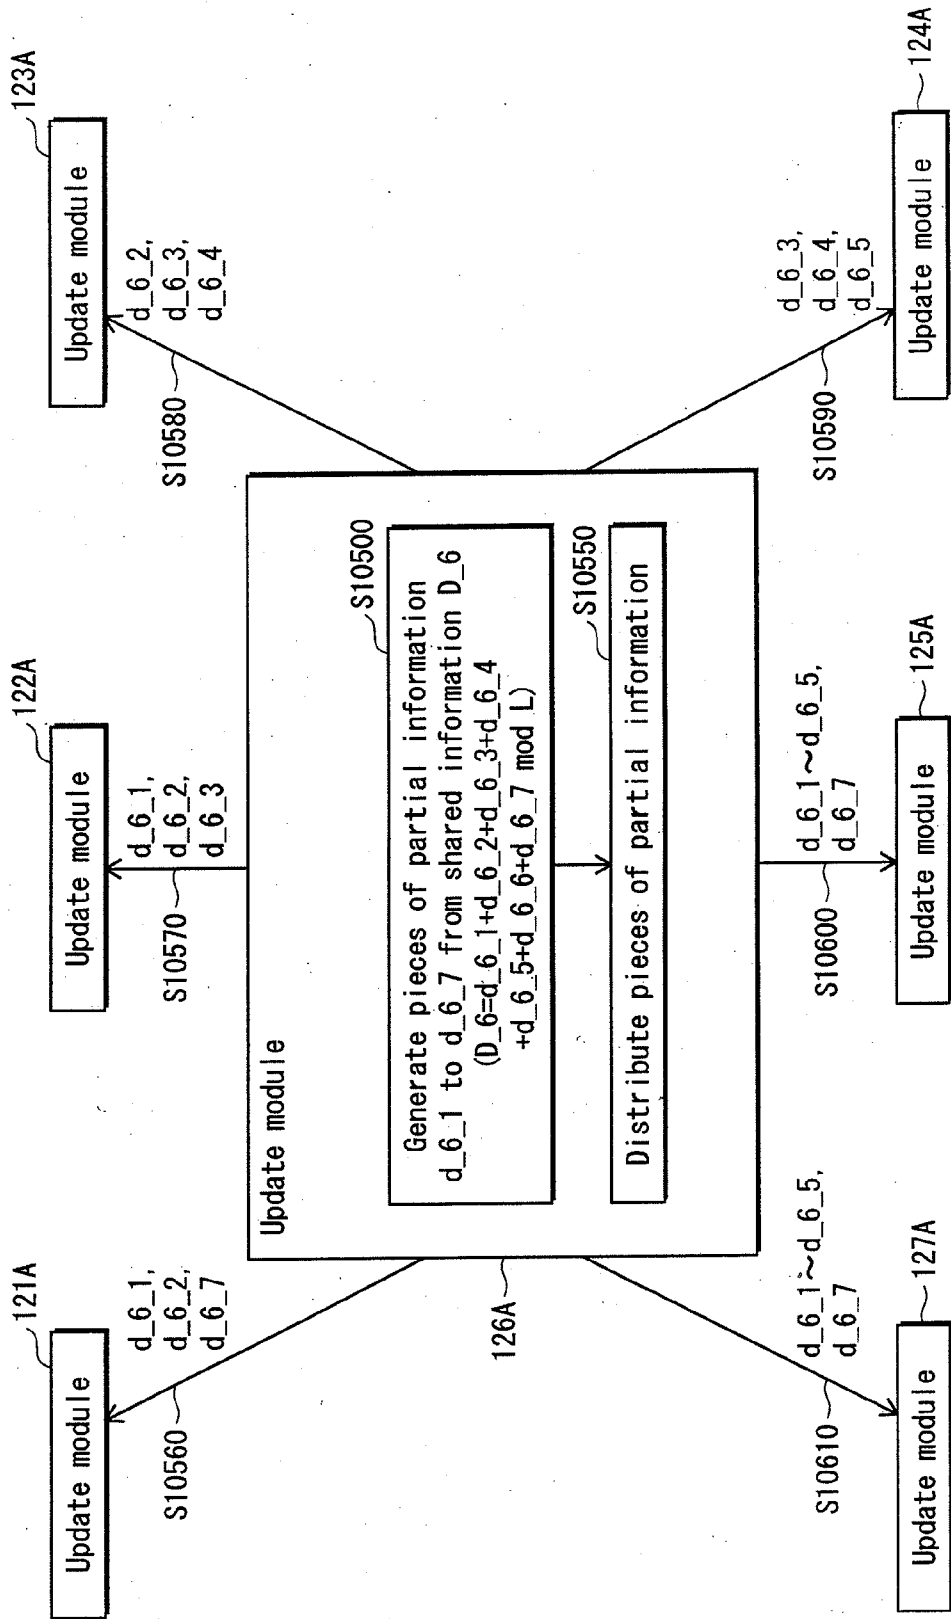 121A
Update module
d_6_1,
d_6_2,
d_6_7
S10560
122A
Update module
d_6_1,
d_6_2,
d_6_3
S10570
123A
Update module
d_6_2,
d_6_3,
d_6_4
S10580
Update module
126A
S10500
Generate pieces of partial information
d_6_1 to d_6_7 from shared information D_6
(D_6=d_6_1+d_6_2+d_6_3+d_6_4
+d_6_5+d_6_6+d_6_7 mod L)
S10550
Distribute pieces of partial information
d_6_1~d_6_5,
d_6_7
S10610
127A
Update module
d_6_1~d_6_5,
d_6_7
S10600
125A
Update module
d_6_3,
d_6_4,
d_6_5
S10590
124A
Update module